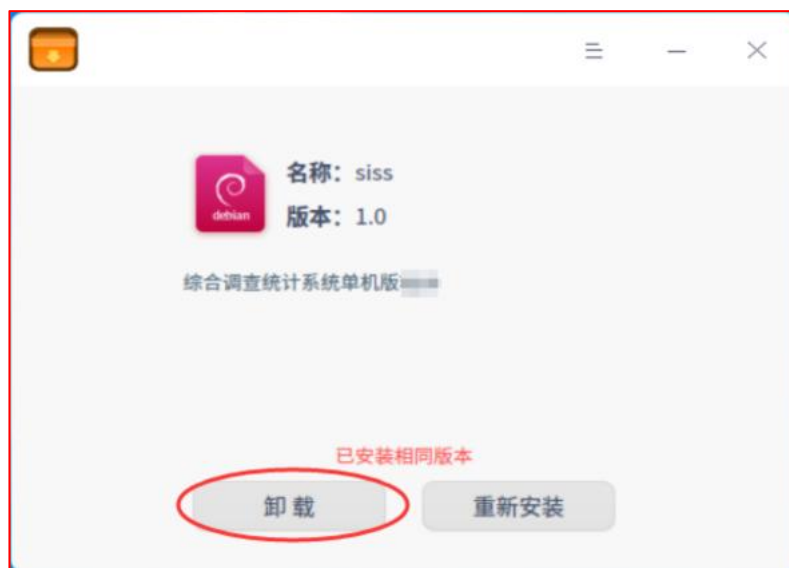 debian
名称：siss
版本：1.0
综合调查统计系统单机版
已安装相同版本
卸载
重新安装